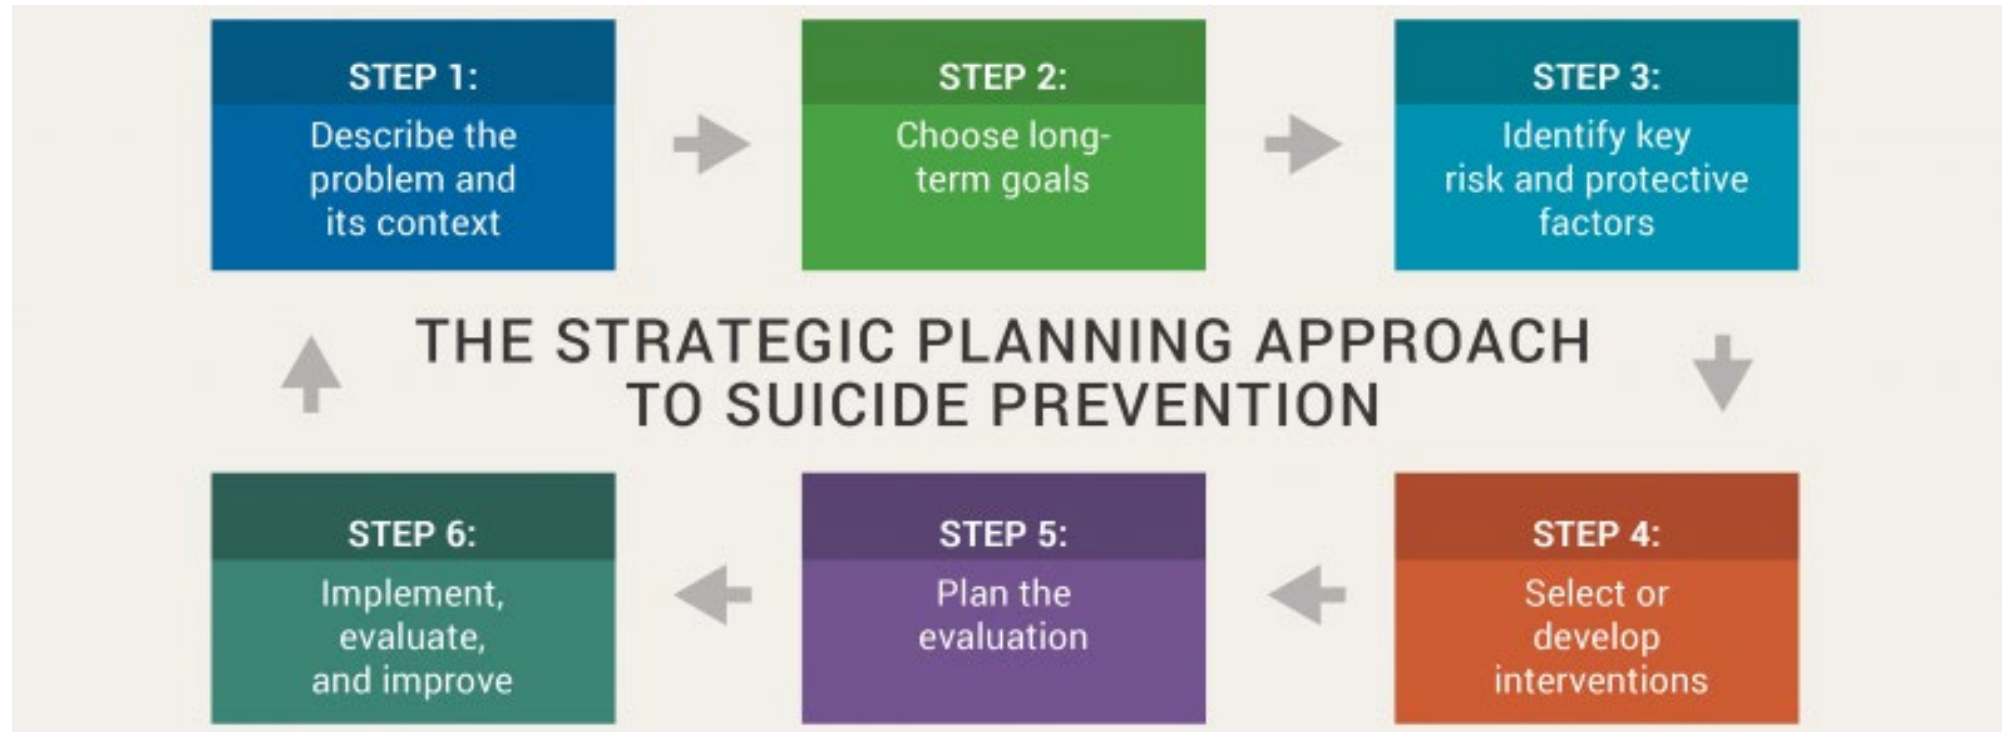 STEP 1:
Describe the
problem and
its context
STEP 2:
Choose long-
term goals
STEP 3:
Identify key
risk and protective
factors
THE STRATEGIC PLANNING APPROACH
TO SUICIDE PREVENTION
STEP 4:
Select or
develop
interventions
STEP 5:
Plan the
evaluation
STEP 6:
Implement,
evaluate,
and improve